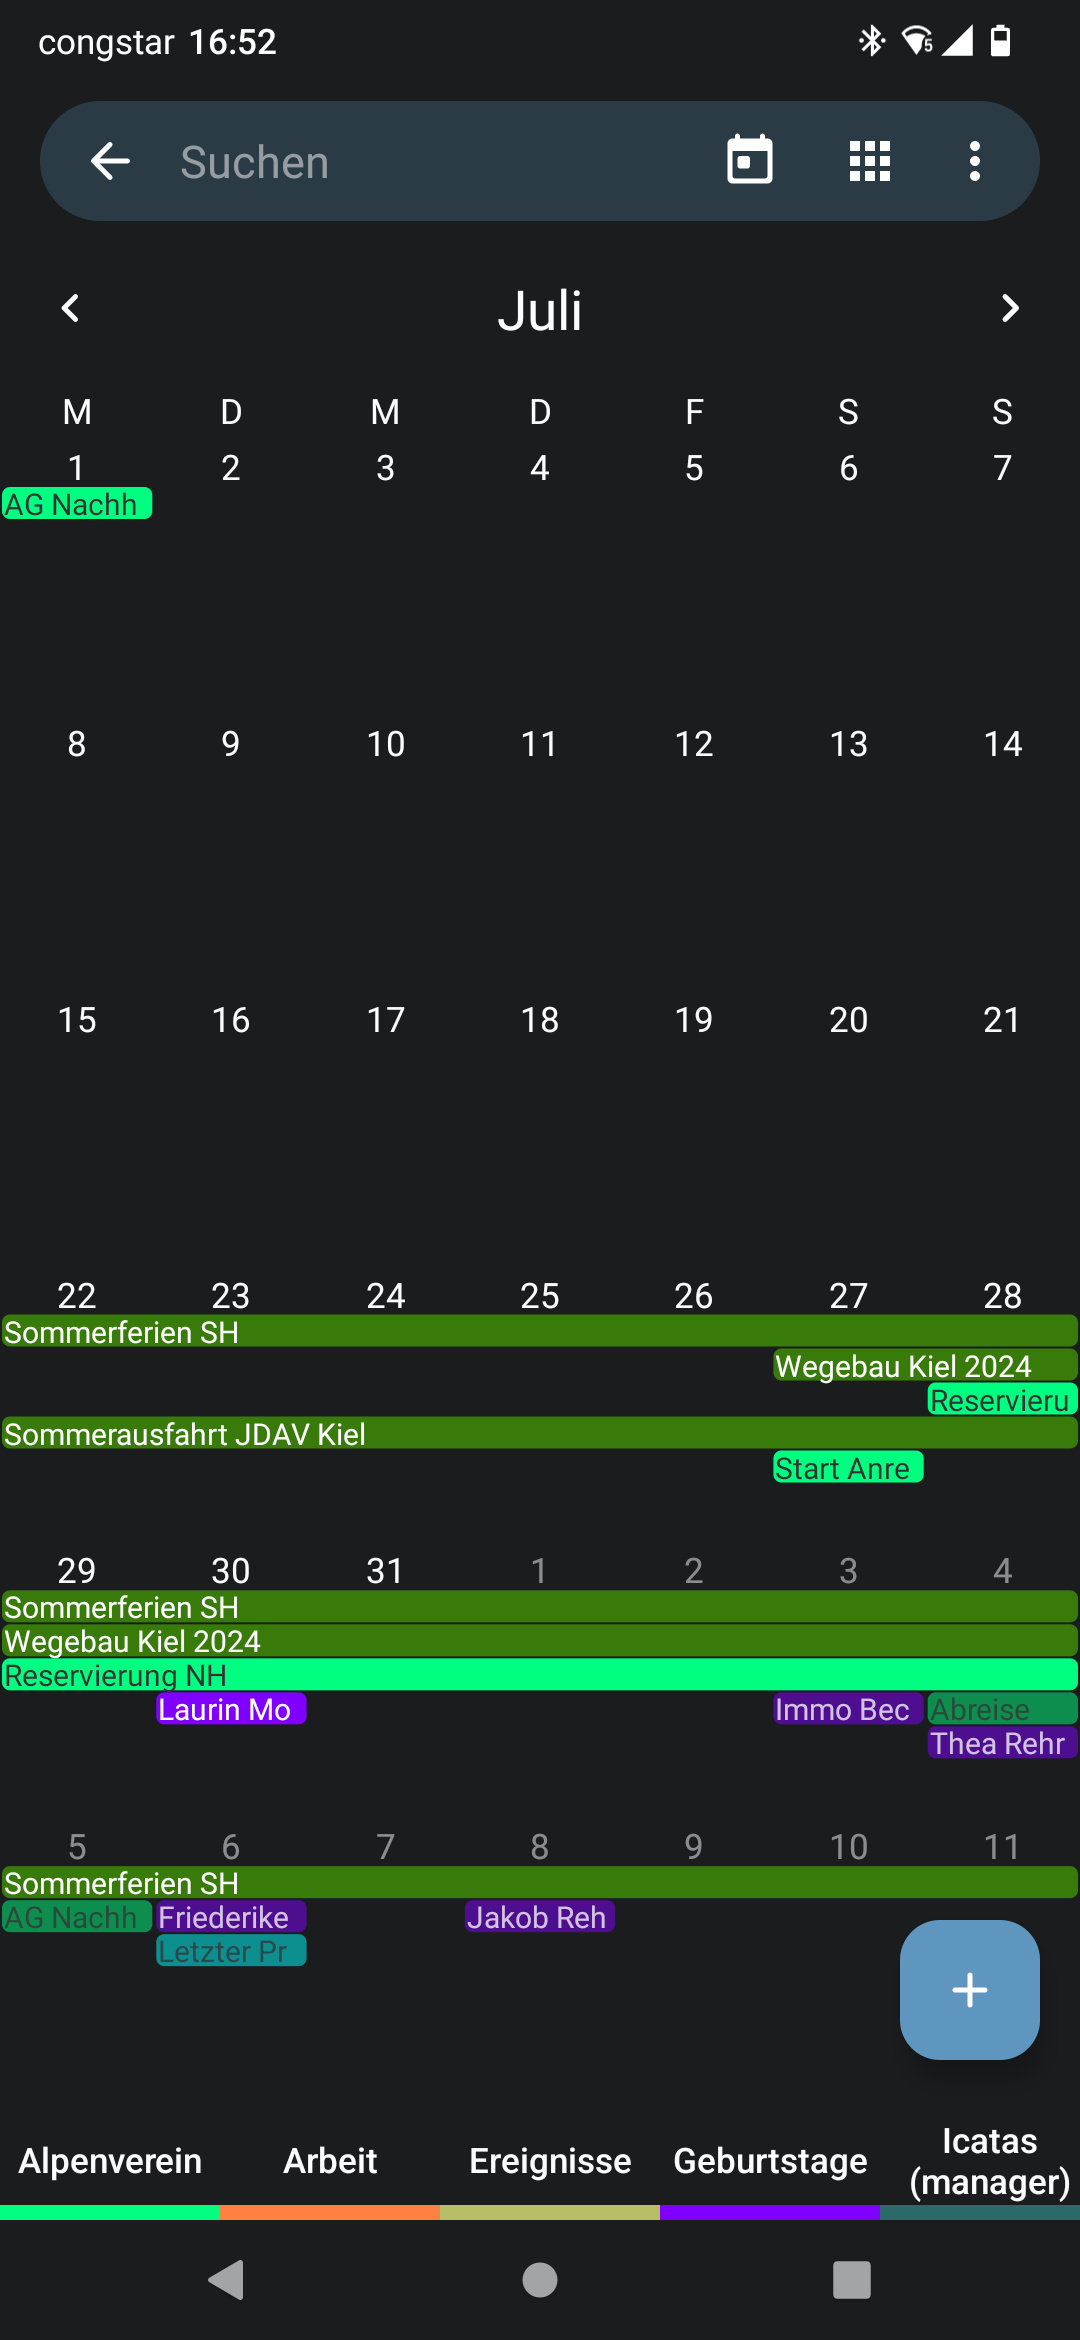 congstar 16:52
5
Suchen
Juli
M D M D F S S
1 2 3 4 5 6 7
AG Nachh
8 9 10 11 12 13 14
15 16 17 18 19 20 21
22 23 24 25 26 27 28
Sommerferien SH
Wegebau Kiel 2024
Reservieru
Sommerausfahrt JDAV Kiel
Start Anre
29 30 31 1 2 3 4
Sommerferien SH
Wegebau Kiel 2024
Reservierung NH
Laurin Mo Immo Bec Abreise
Thea Rehr
5 6 7 8 9 10 11
Sommerferien SH
AG Nachh Friederike Jakob Reh
Letzter Pr
Alpenverein Arbeit Ereignisse Geburtstage Icatas
(manager)